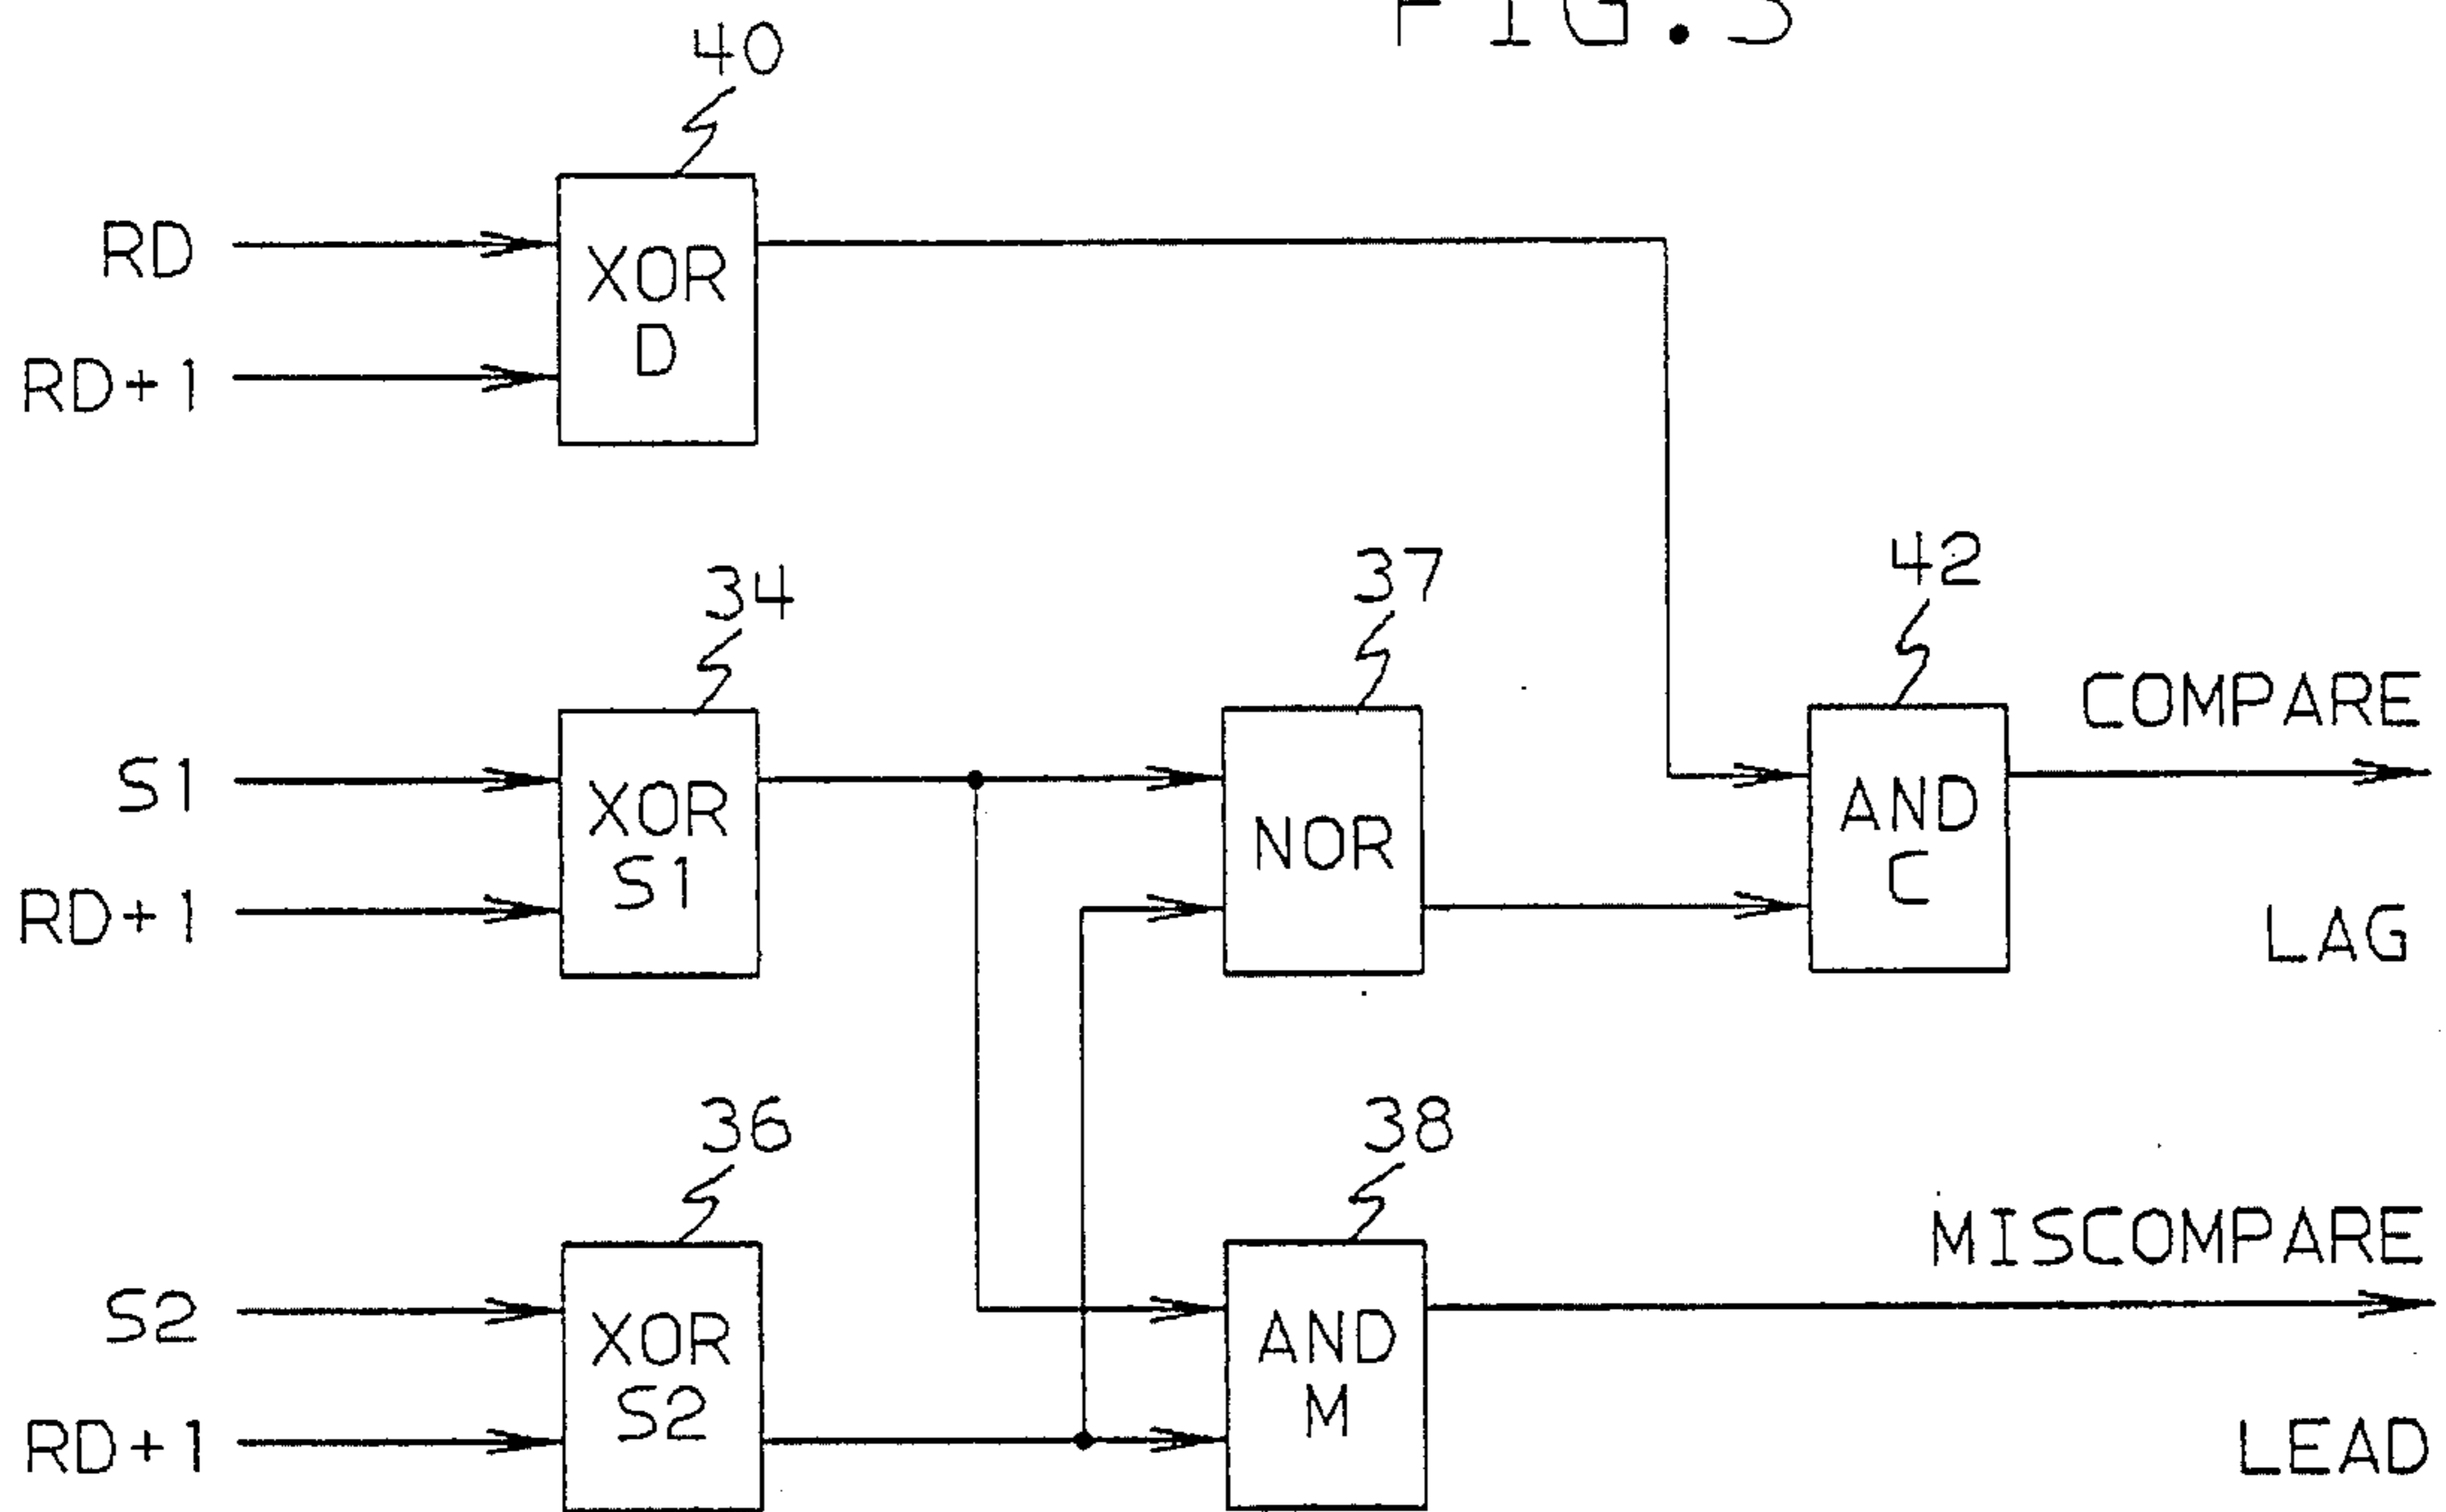 FIG.3
40
RD
XOR
D
RD+1
34
37
42
COMPARE
S1
XOR
S1
NOR
AND
C
RD+1
LAG
36
38
MISCOMPARE
S2
XOR
S2
AND
M
RD+1
LEAD